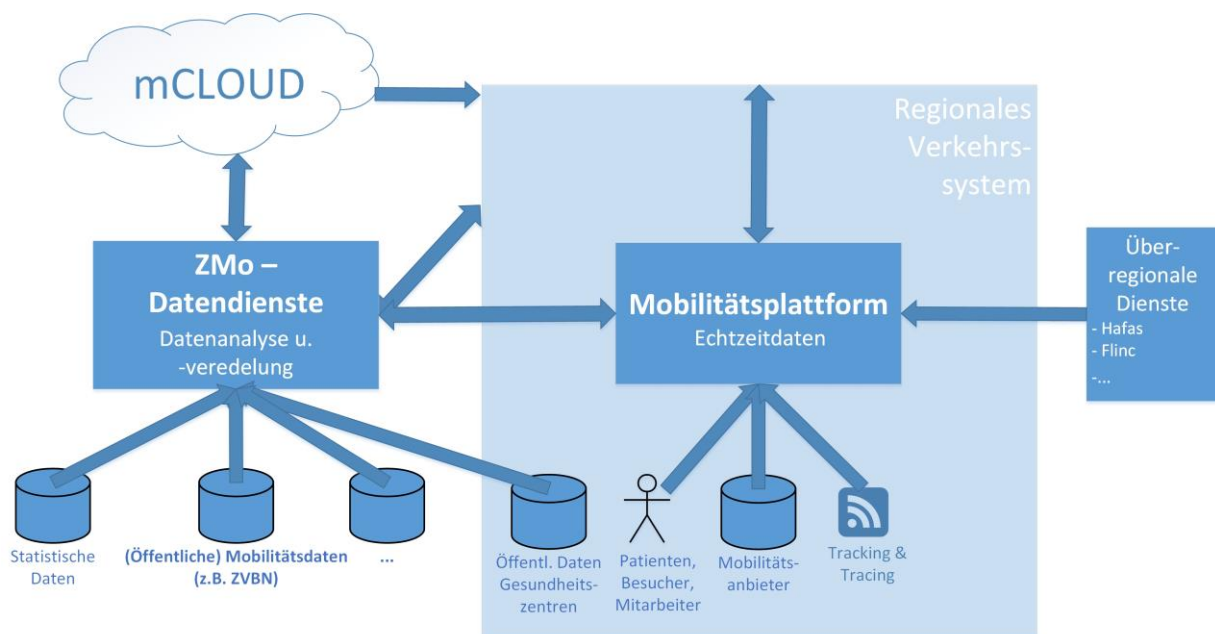 mCLOUD
Regionales
Verkehrs-
system
ZMo –
Datendienste
Datenanalyse u.
-veredelung
Mobilitätsplattform
Echtzeitdaten
Über-
regionale
Dienste
- Hafas
- Flinc
-...
Statistische
Daten
(Öffentliche) Mobilitätsdaten
(z.B. ZVBN)
...
Öffentl. Daten
Gesundheits-
zentren
Patienten,
Besucher,
Mitarbeiter
Mobilitäts-
anbieter
Tracking &
Tracing